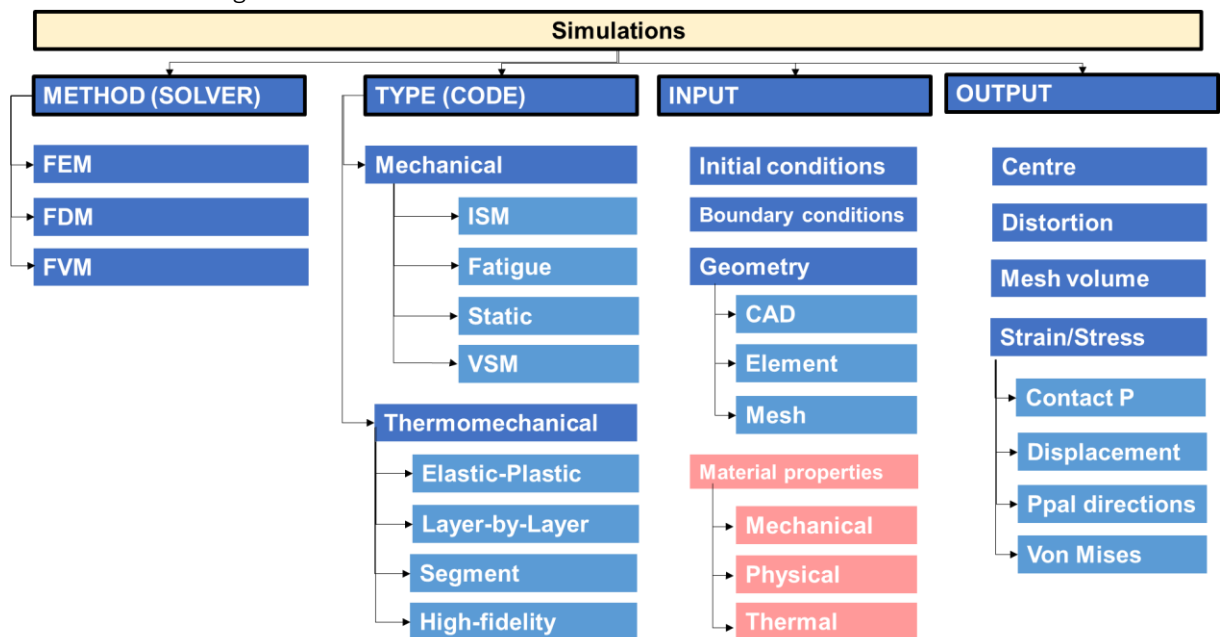 Simulations
METHOD (SOLVER)
FEM
FDM
FVM
TYPE (CODE)
Mechanical
ISM
Fatigue
Static
VSM
Thermomechanical
Elastic-Plastic
Layer-by-Layer
Segment
High-fidelity
INPUT
Initial conditions
Boundary conditions
Geometry
CAD
Element
Mesh
Material properties
Mechanical
Physical
Thermal
OUTPUT
Centre
Distortion
Mesh volume
Strain/Stress
Contact P
Displacement
Ppal directions
Von Mises